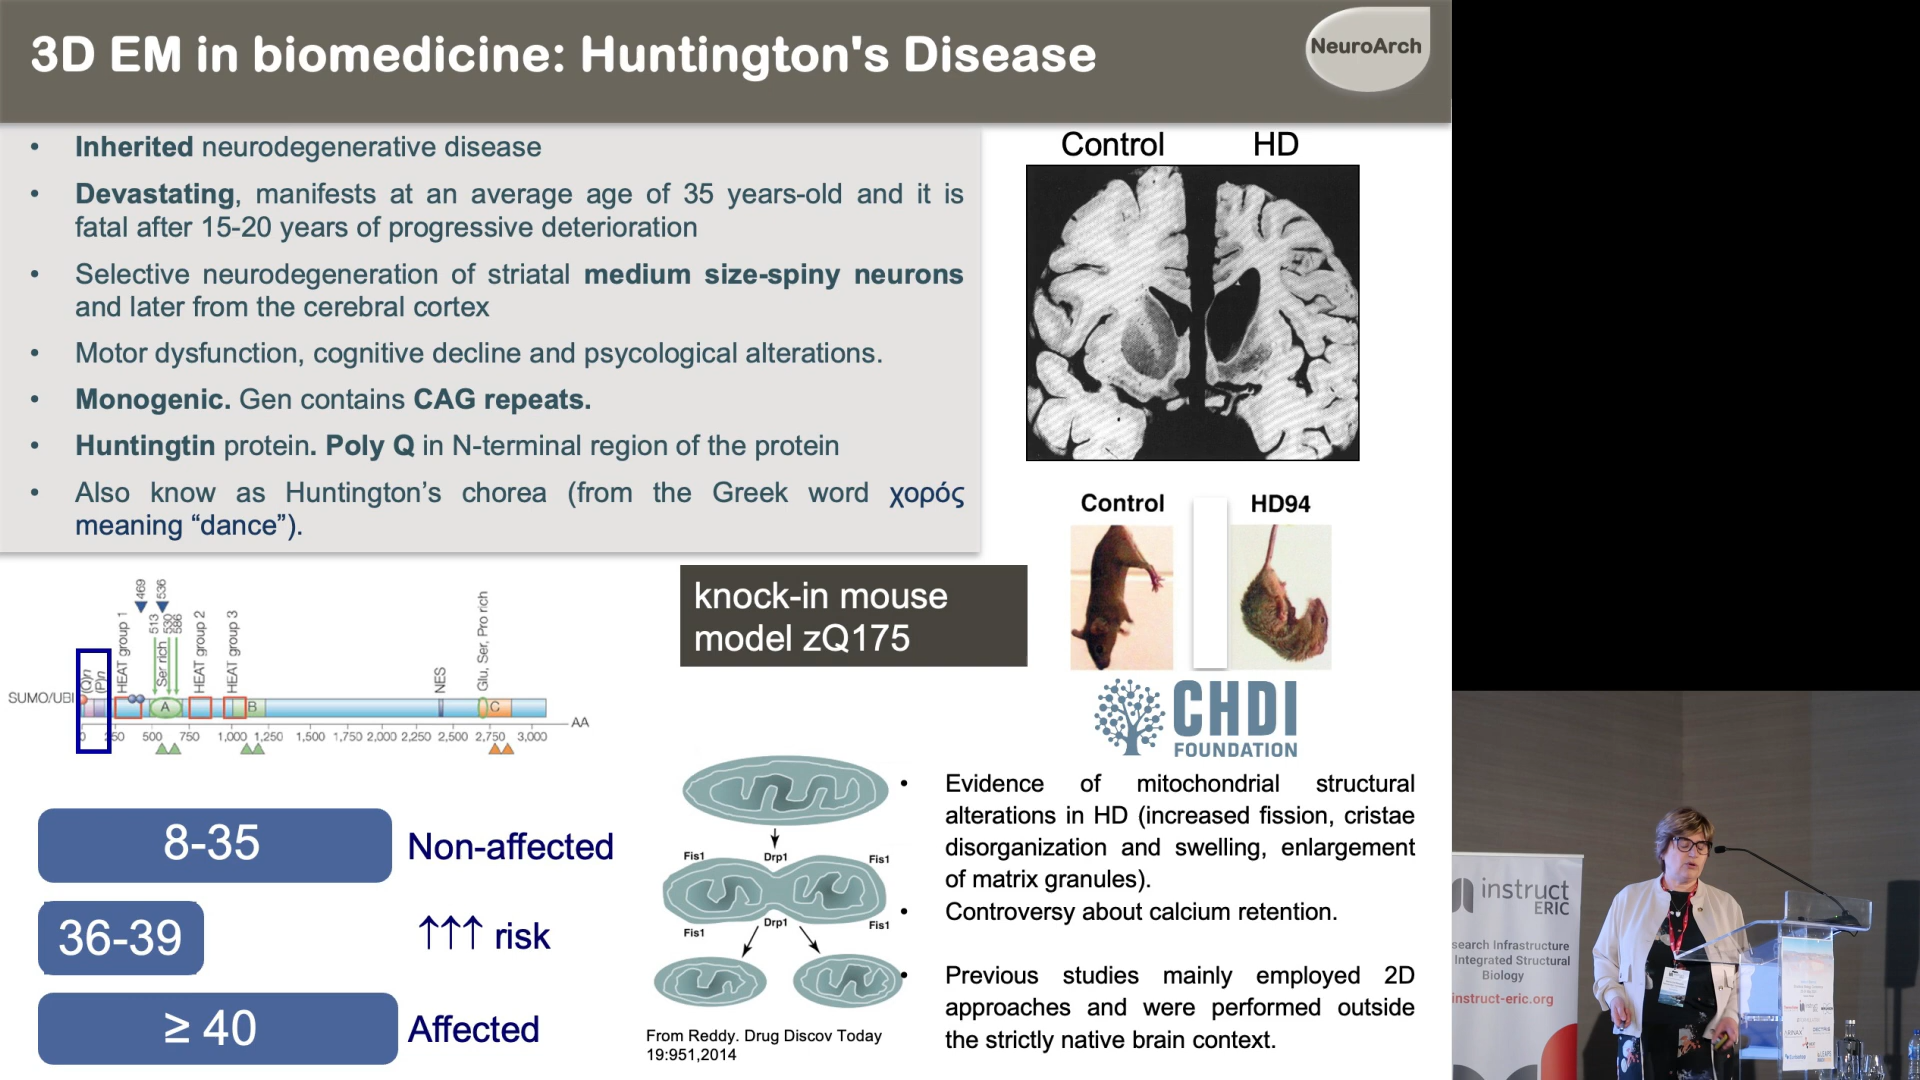 3D EM in biomedicine: Huntington's Disease
NeuroArch
• Inherited neurodegenerative disease
• Devastating, manifests at an average age of 35 years-old and it is
fatal after 15-20 years of progressive deterioration
• Selective neurodegeneration of striatal medium size-spiny neurons
and later from the cerebral cortex
• Motor dysfunction, cognitive decline and psycological alterations.
• Monogenic. Gen contains CAG repeats.
• Huntingtin protein. Poly Q in N-terminal region of the protein
• Also know as Huntington’s chorea (from the Greek word χορός
meaning “dance”).
Control HD
Control HD94
knock-in mouse
model zQ175
CHDI
FOUNDATION
SUMO/UBI
(Q)n
(P)n
HEAT group 1
469
513
Ser rich
536
530
586
HEAT group 2
HEAT group 3
NES
Glu, Ser, Pro rich
A B C
AA
0 250 500 750 1,000 1,250 1,500 1,750 2,000 2,250 2,500 2,750 3,000
8-35 Non-affected
36-39 ↑↑↑ risk
≥ 40 Affected
Fis1 Drp1 Fis1
Fis1 Drp1 Fis1
From Reddy. Drug Discov Today
19:951,2014
• Evidence of mitochondrial structural
alterations in HD (increased fission, cristae
disorganization and swelling, enlargement
of matrix granules).
• Controversy about calcium retention.
• Previous studies mainly employed 2D
approaches and were performed outside
the strictly native brain context.
instruct
ERIC
search Infrastructure
Integrated Structural
Biology
instruct-eric.org